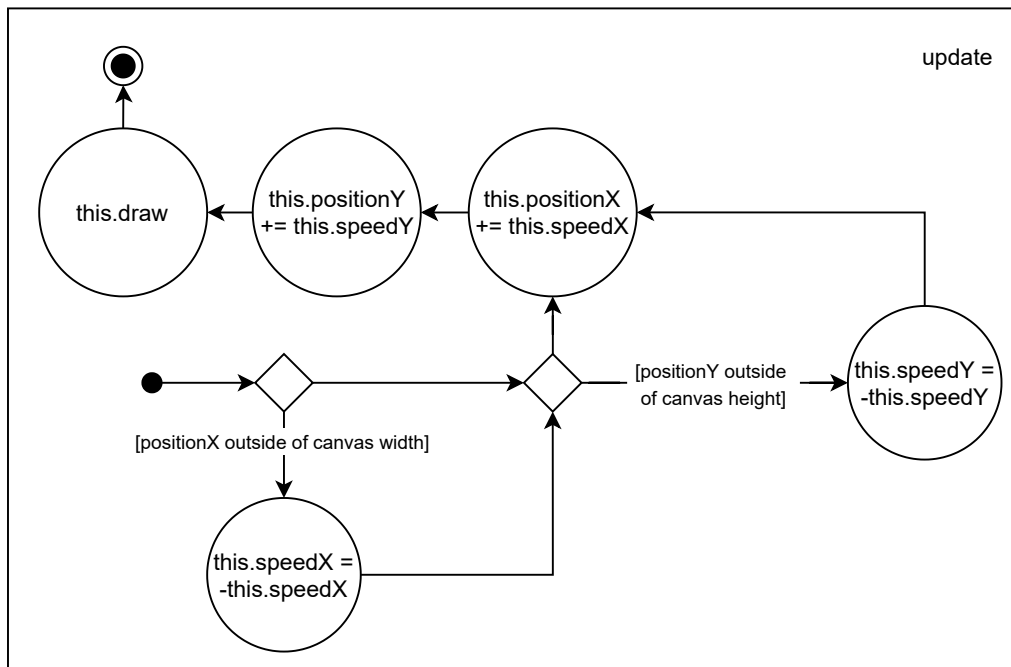 update
this.draw
this.positionY
+= this.speedY
this.positionX
+= this.speedX
[positionY outside
of canvas height]
this.speedY =
-this.speedY
[positionX outside of canvas width]
this.speedX =
-this.speedX